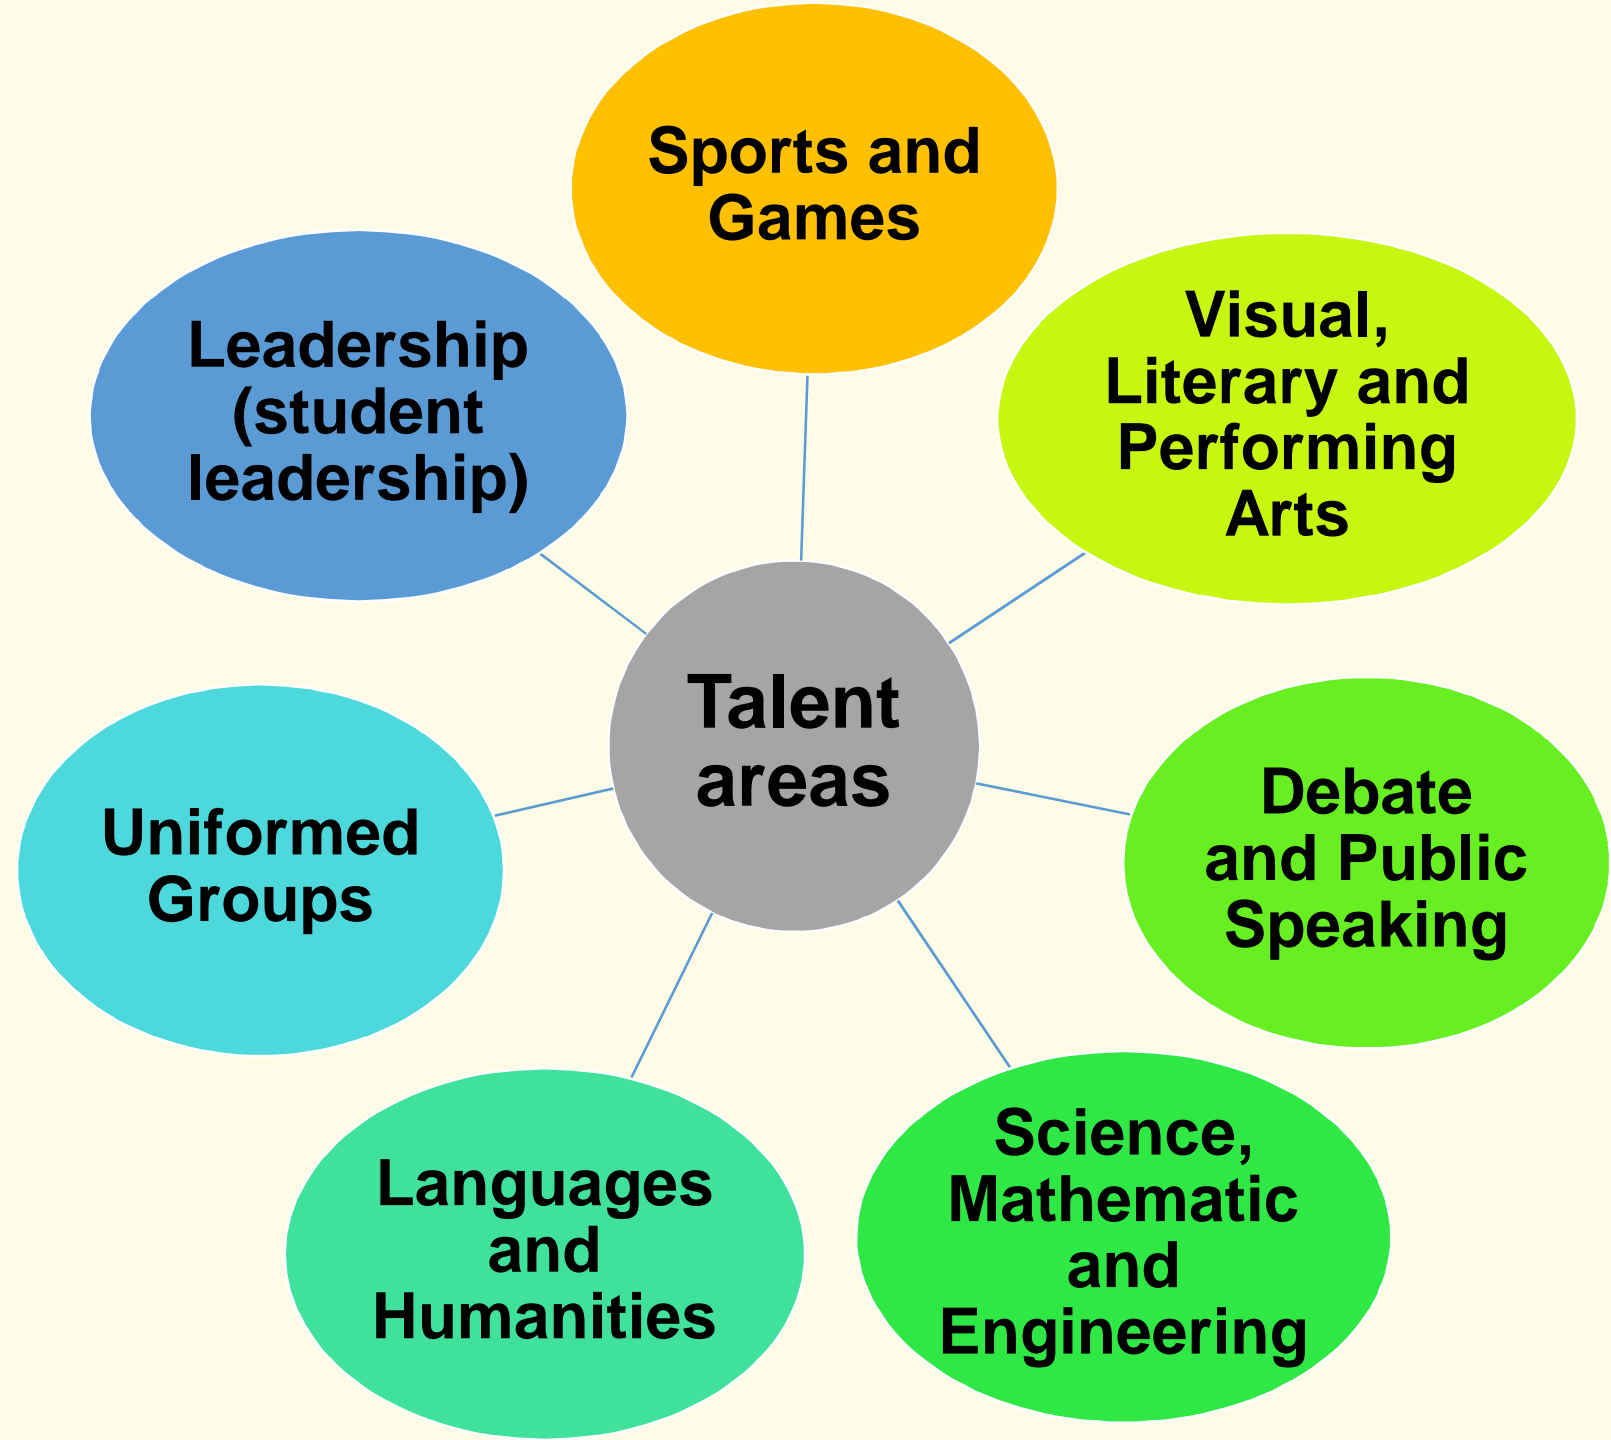 Sports and
Games
Visual,
Literary and
Performing
Arts
Debate
and Public
Speaking
Science,
Mathematic
and
Engineering
Languages
and
Humanities
Uniformed
Groups
Leadership
(student
leadership)
Talent
areas